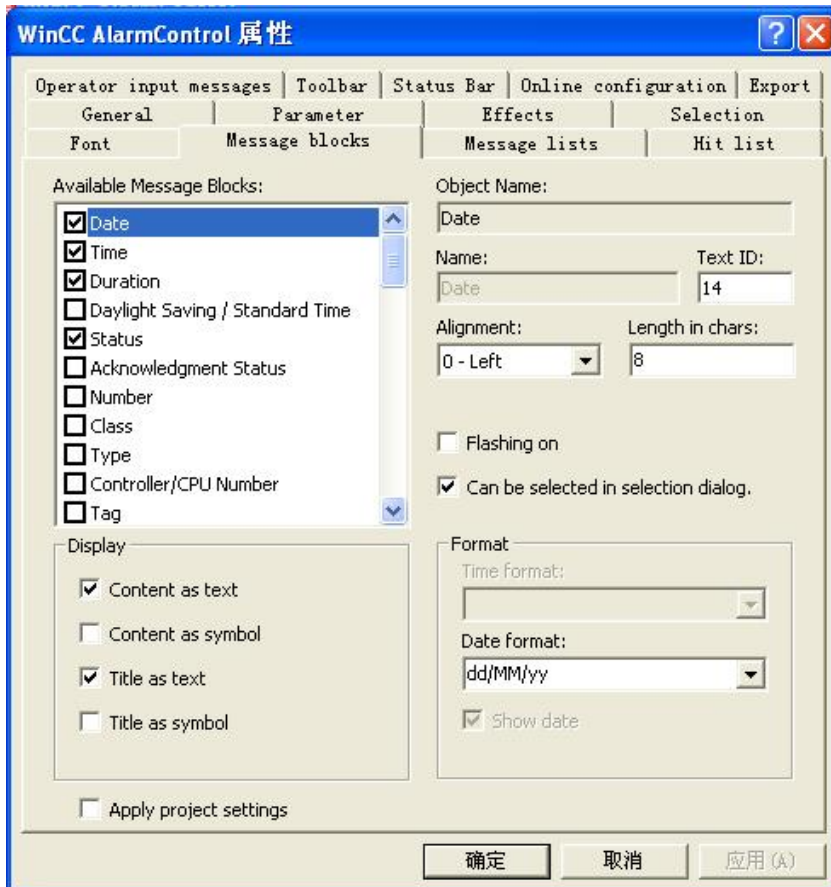 WinCC AlarmControl 属性
Operator input messages
Toolbar
Status Bar
Online configuration
Export
General
Parameter
Effects
Selection
Font
Message blocks
Message lists
Hit list
Available Message Blocks:
Date
Time
Duration
Daylight Saving / Standard Time
Status
Acknowledgment Status
Number
Class
Type
Controller/CPU Number
Tag
Object Name:
Date
Name:
Text ID:
Date
14
Alignment:
Length in chars:
0 - Left
8
Flashing on
Can be selected in selection dialog.
Display
Content as text
Content as symbol
Title as text
Title as symbol
Format
Time format:
Date format:
dd/MM/yy
Show date
Apply project settings
确定
取消
应用(A)